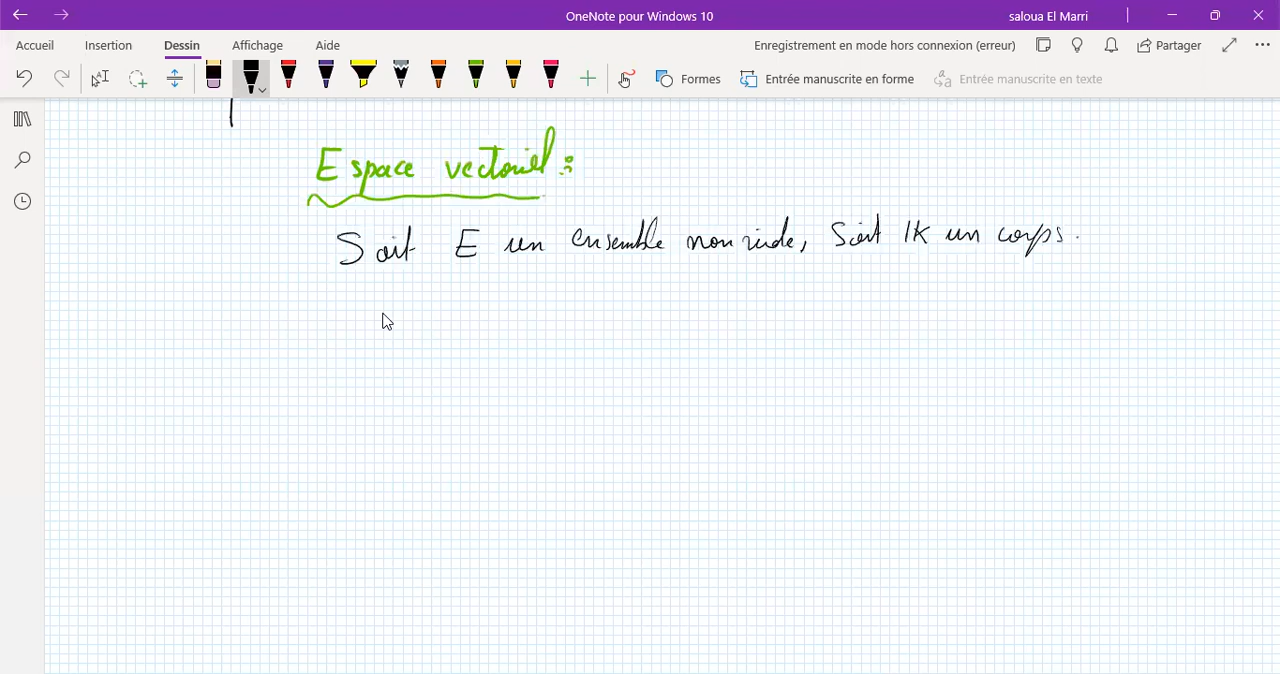 OneNote pour Windows 10
saloua El Marri
Accueil Insertion Dessin Affichage Aide
Enregistrement en mode hors connexion (erreur) Partager
Formes Entrée manuscrite en forme Entrée manuscrite en texte
Espace vectoriel :
Soit E un ensemble non vide, Soit IK un corps.